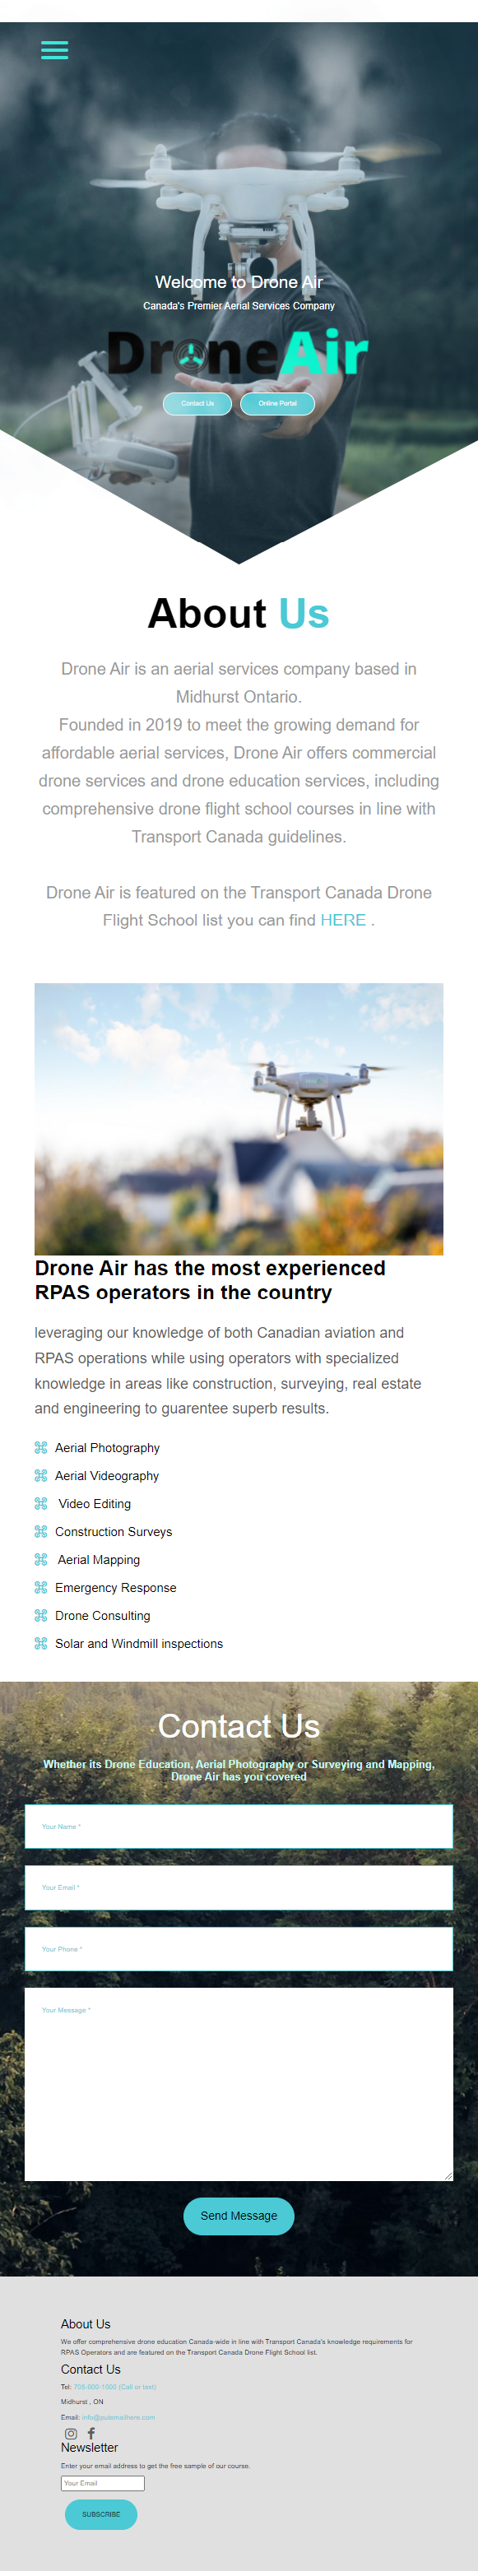 Welcome to Drone Air
Canada's Premier Aerial Services Company
DroneAir
Contact Us
Online Portal
About Us
Drone Air is an aerial services company based in
Midhurst Ontario.
Founded in 2019 to meet the growing demand for
affordable aerial services, Drone Air offers commercial
drone services and drone education services, including
comprehensive drone flight school courses in line with
Transport Canada guidelines.
Drone Air is featured on the Transport Canada Drone
Flight School list you can find HERE .
Drone Air has the most experienced
RPAS operators in the country
leveraging our knowledge of both Canadian aviation and
RPAS operations while using operators with specialized
knowledge in areas like construction, surveying, real estate
and engineering to guarentee superb results.
Aerial Photography
Aerial Videography
Video Editing
Construction Surveys
Aerial Mapping
Emergency Response
Drone Consulting
Solar and Windmill inspections
Contact Us
Whether its Drone Education, Aerial Photography or Surveying and Mapping,
Drone Air has you covered
Your Name *
Your Email *
Your Phone *
Your Message *
Send Message
About Us
We offer comprehensive drone education Canada-wide in line with Transport Canada's knowledge requirements for
RPAS Operators and are featured on the Transport Canada Drone Flight School list.
Contact Us
Tel: 705-000-1000 (Call or text)
Midhurst , ON
Email: info@putemailhere.com
Newsletter
Enter your email address to get the free sample of our course.
Your Email
SUBSCRIBE